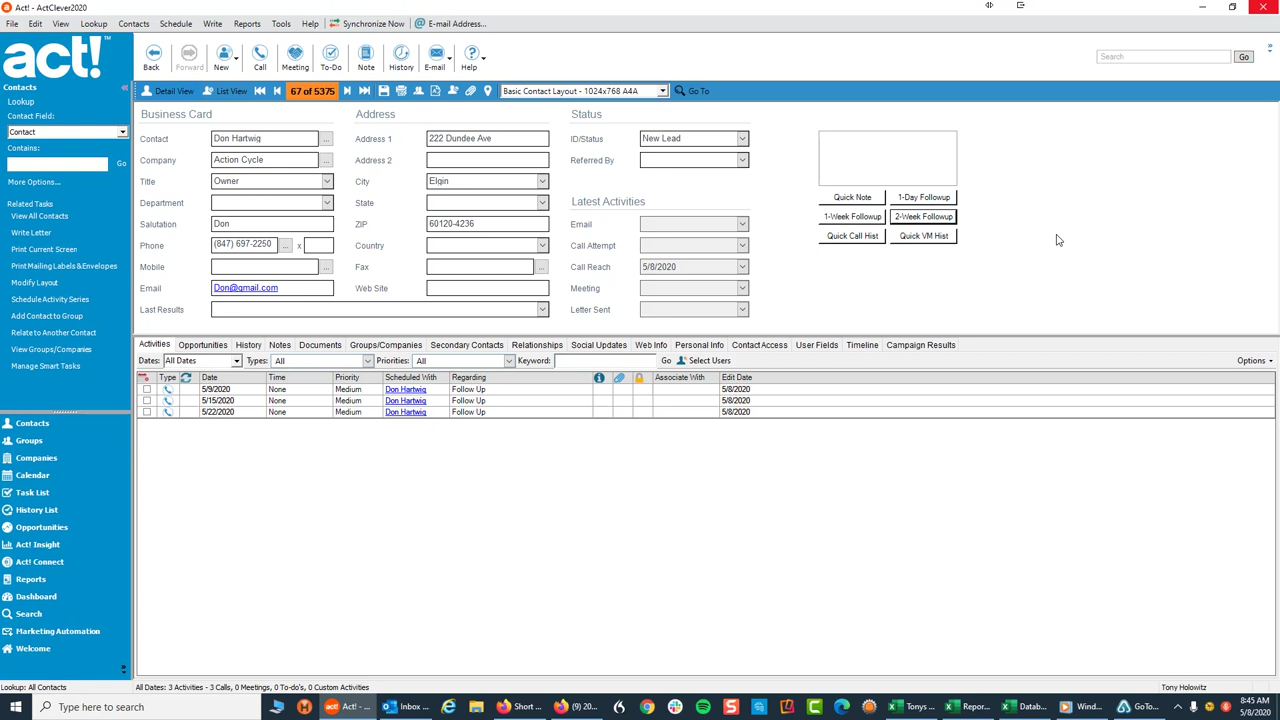 Act! - ActClever2020
File Edit View Lookup Contacts Schedule Write Reports Tools Help Synchronize Now E-mail Address...
act!™
Back Forward New Call Meeting To-Do Note History E-mail Help Search Go
Detail View List View 67 of 5375 Basic Contact Layout - 1024x768 A4A Go To
Contacts
Lookup
Contact Field:
Contact
Contains:
Go
More Options...
Related Tasks
View All Contacts
Write Letter
Print Current Screen
Print Mailing Labels & Envelopes
Modify Layout
Schedule Activity Series
Add Contact to Group
Relate to Another Contact
View Groups/Companies
Manage Smart Tasks
Contacts
Groups
Companies
Calendar
Task List
History List
Opportunities
Act! Insight
Act! Connect
Reports
Dashboard
Search
Marketing Automation
Welcome
Business Card
Contact Don Hartwig ...
Company Action Cycle ...
Title Owner
Department
Salutation Don
Phone (847) 697-2250 ... x
Mobile ...
Email Don@gmail.com
Last Results
Address
Address 1 222 Dundee Ave
Address 2
City Elgin
State
ZIP 60120-4236
Country
Fax ...
Web Site
Status
ID/Status New Lead
Referred By
Latest Activities
Email
Call Attempt
Call Reach 5/8/2020
Meeting
Letter Sent
Quick Note 1-Day Followup
1-Week Followup 2-Week Followup
Quick Call Hist Quick VM Hist
Activities Opportunities History Notes Documents Groups/Companies Secondary Contacts Relationships Social Updates Web Info Personal Info Contact Access User Fields Timeline Campaign Results
Dates: All Dates Types: All Priorities: All Keyword: Go Select Users Options
Type Date Time Priority Scheduled With Regarding Associate With Edit Date
5/9/2020 None Medium Don Hartwig Follow Up 5/8/2020
5/15/2020 None Medium Don Hartwig Follow Up 5/8/2020
5/22/2020 None Medium Don Hartwig Follow Up 5/8/2020
Lookup: All Contacts All Dates: 3 Activities - 3 Calls, 0 Meetings, 0 To-do's, 0 Custom Activities Tony Holowitz
Type here to search Act! - ... Inbox ... Short ... (9) 20... Tonys ... Repor... Datab... Wind... GoTo... 8:45 AM
5/8/2020